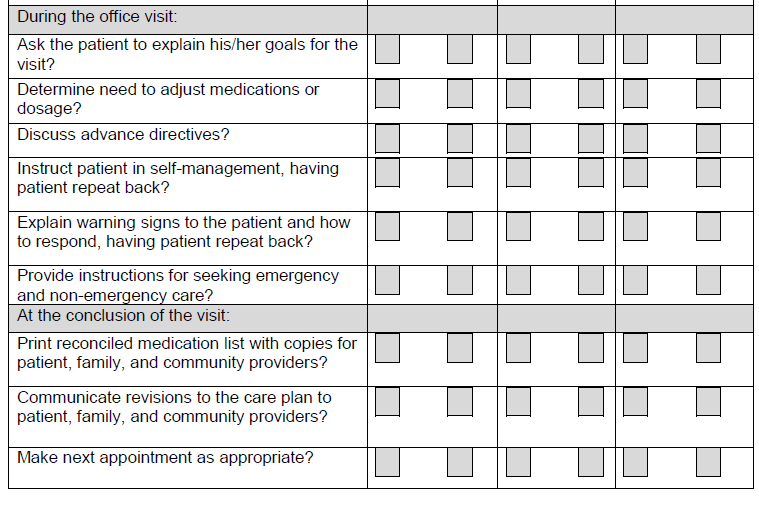 During the office visit:
Ask the patient to explain his/her goals for the
visit?
Determine need to adjust medications or
dosage?
Discuss advance directives?
Instruct patient in self-management, having
patient repeat back?
Explain warning signs to the patient and how
to respond, having patient repeat back?
Provide instructions for seeking emergency
and non-emergency care?
At the conclusion of the visit:
Print reconciled medication list with copies for
patient, family, and community providers?
Communicate revisions to the care plan to
patient, family, and community providers?
Make next appointment as appropriate?